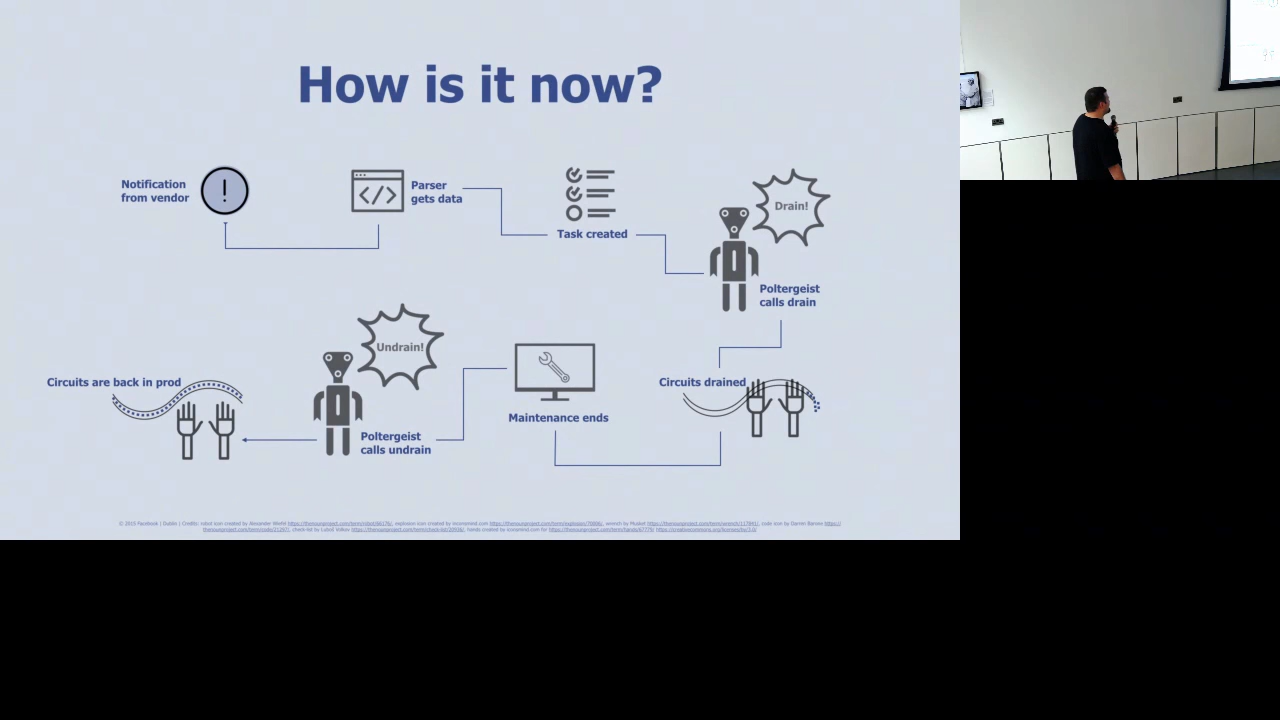 How is it now?
Notification
from vendor
!
</>
Parser
gets data
Task created
Drain!
Poltergeist
calls drain
Circuits drained
Maintenance ends
Undrain!
Poltergeist
calls undrain
Circuits are back in prod